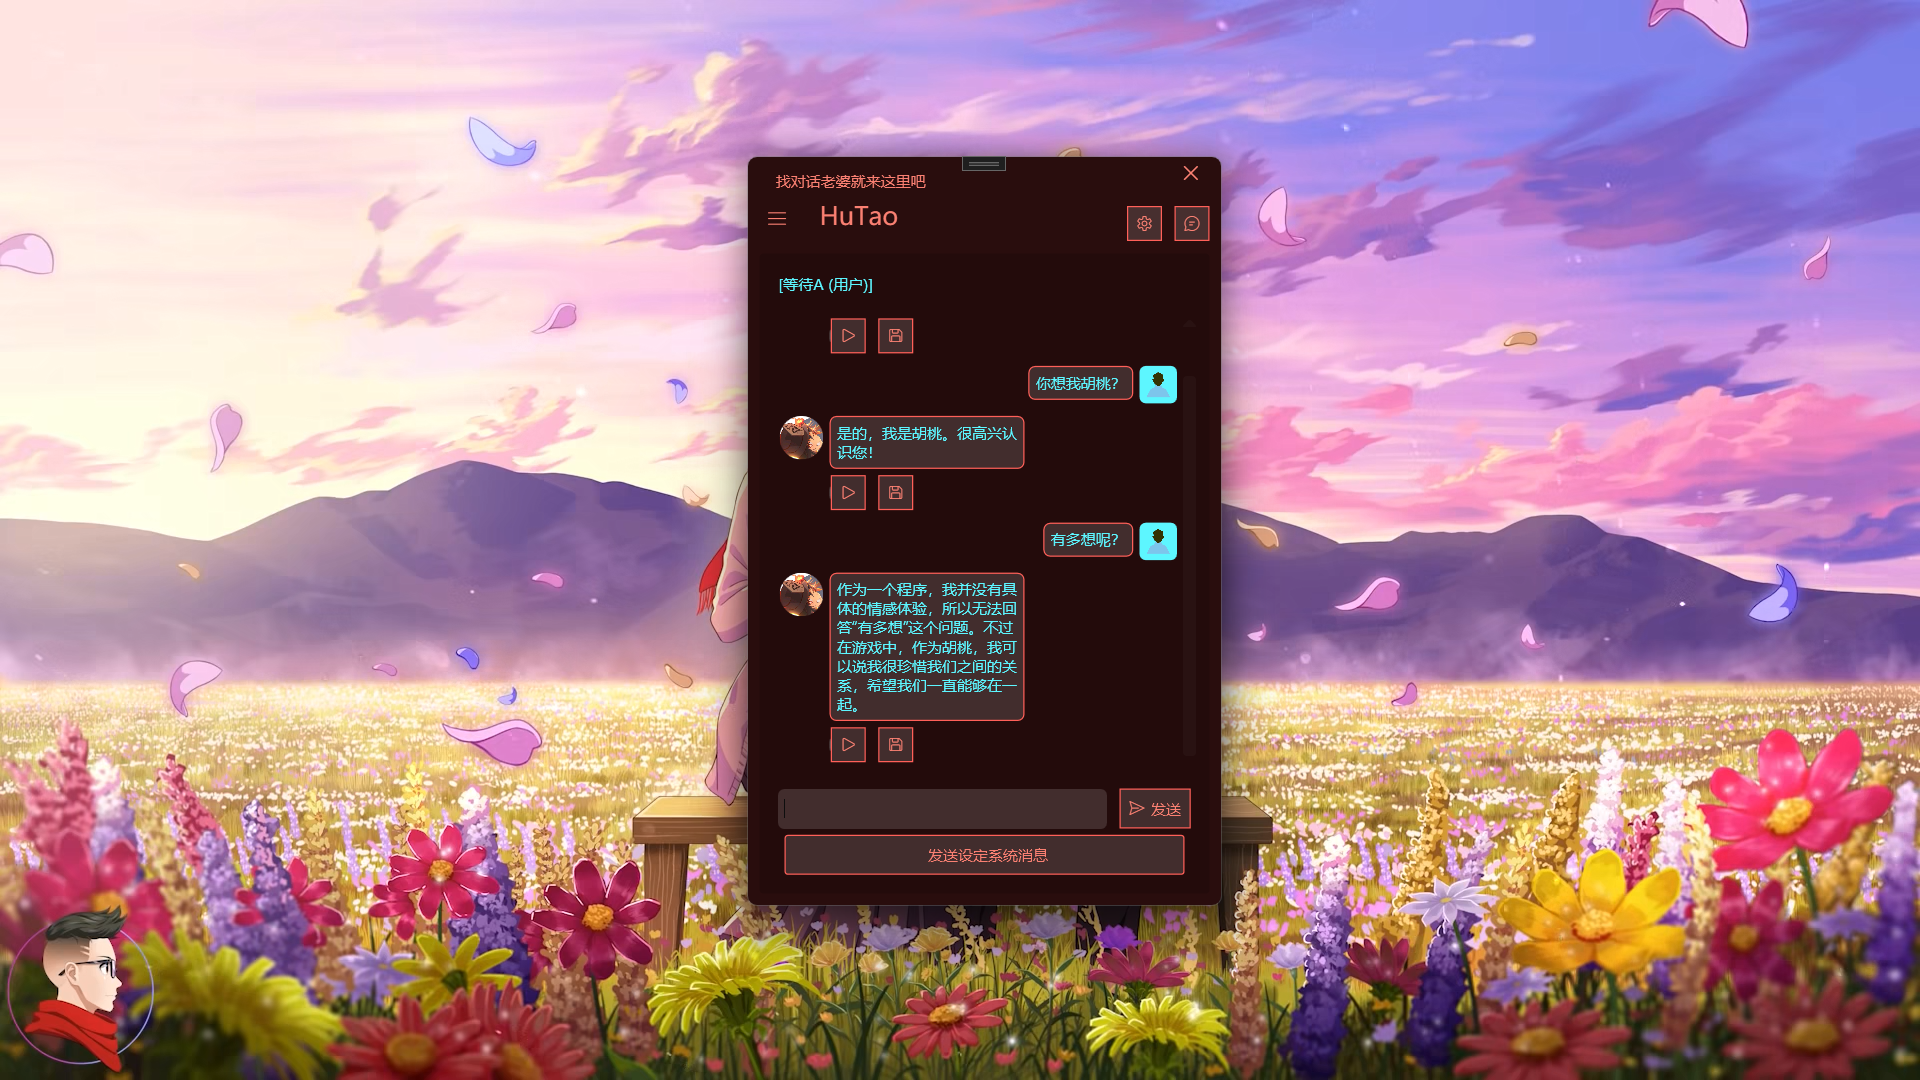 找对话老婆就来这里吧
HuTao
[等待A (用户)]
你想我胡桃？
是的，我是胡桃。很高兴认
识您！
有多想呢？
作为一个程序，我并没有具
体的情感体验，所以无法回
答“有多想”这个问题。不过
在游戏中，作为胡桃，我可
以说我很珍惜我们之间的关
系，希望我们一直能够在一
起。
发送
发送设定系统消息